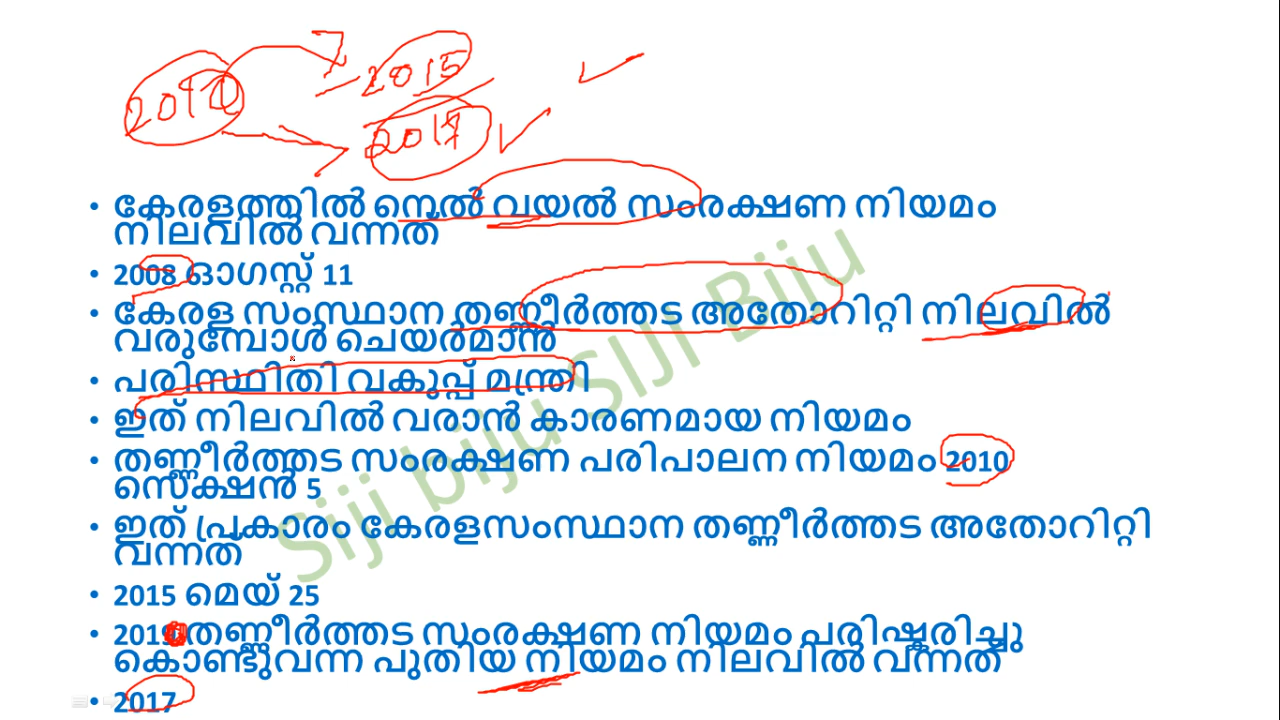 2010
2015
2017
• കേരളത്തിൽ നെൽ വയൽ സംരക്ഷണ നിയമം
നിലവിൽ വന്നത്
• 2008 ഓഗസ്റ്റ് 11
• കേരള സംസ്ഥാന തണ്ണീർത്തട അതോറിറ്റി നിലവിൽ
വരുമ്പോൾ ചെയർമാൻ
• പരിസ്ഥിതി വകുപ്പ് മന്ത്രി
• ഇത് നിലവിൽ വരാൻ കാരണമായ നിയമം
• തണ്ണീർത്തട സംരക്ഷണ പരിപാലന നിയമം 2010
സെക്ഷൻ 5
• ഇത് പ്രകാരം കേരളസംസ്ഥാന തണ്ണീർത്തട അതോറിറ്റി
വന്നത്
• 2015 മെയ് 25
• തണ്ണീർത്തട സംരക്ഷണ നിയമം പരിഷ്കരിച്ചു
കൊണ്ടുവന്ന പുതിയ നിയമം നിലവിൽ വന്നത്
• 2017
Siji biju SIJI Biju